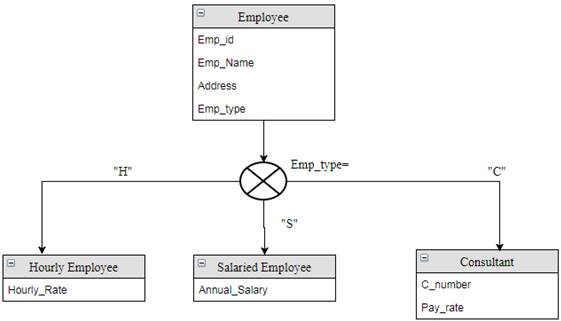 Employee
Emp_id
Emp_Name
Address
Emp_type
Emp_type=
"H"
"C"
"S"
Hourly Employee
Hourly_Rate
Salaried Employee
Annual_Salary
Consultant
C_number
Pay_rate